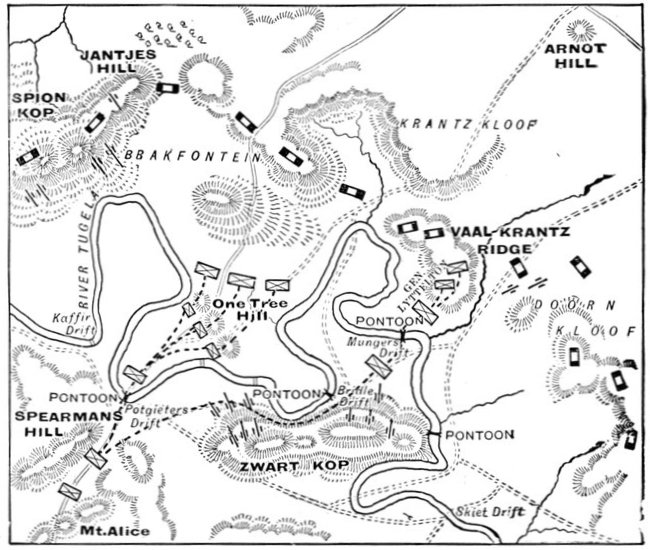 JANTJES
HILL
ARNOT
HILL
SPION
KOP
KRANTZ KLOOF
BRAKFONTEIN
RIVER TUGELA
VAAL-KRANTZ
RIDGE
GEN.
LYTTELTON
One Tree
Hill
DOORN
KLOOF
Kaffir
Drift
PONTOON
Mungers
Drift
PONTOON
Potgieters
Drift
PONTOON
Brittle
Drift
SPEARMANS
HILL
PONTOON
ZWART KOP
Skiet Drift
Mt. Alice